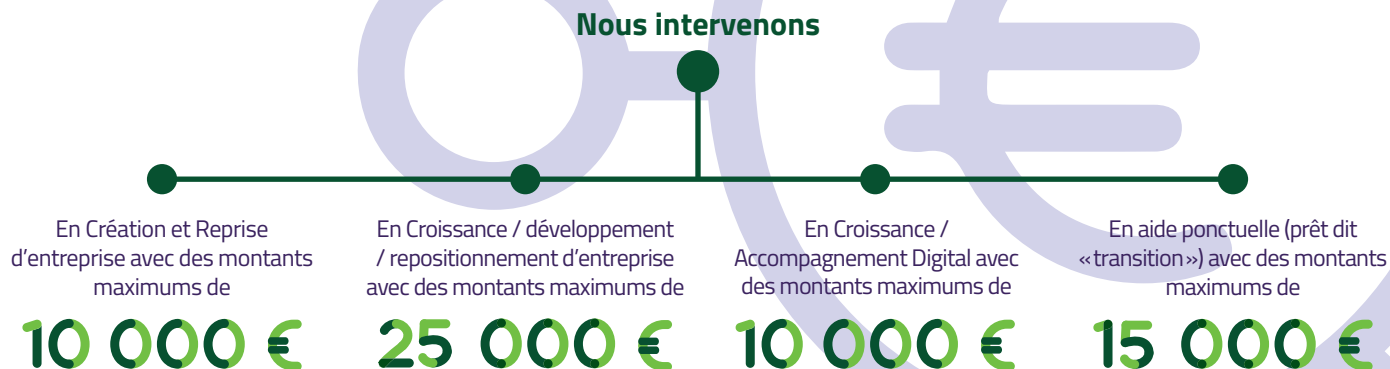 Nous intervenons
En Création et Reprise
d’entreprise avec des montants
maximums de
10 000 €
En Croissance / développement
/ repositionnement d’entreprise
avec des montants maximums de
25 000 €
En Croissance /
Accompagnement Digital avec
des montants maximums de
10 000 €
En aide ponctuelle (prêt dit
«transition») avec des montants
maximums de
15 000 €